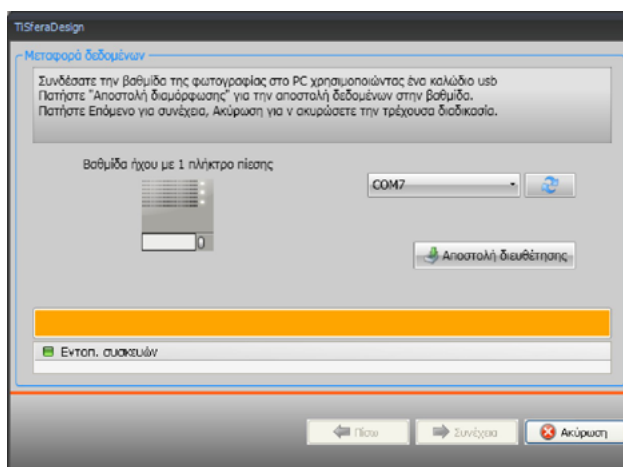 TiSferaDesign
Μεταφορά δεδομένων
Συνδέσατε την βαθμίδα της φωτογραφίας στο PC χρησιμοποιώντας ένα καλώδιο usb
Πατήστε "Αποστολή διαμόρφωσης" για την αποστολή δεδομένων στην βαθμίδα.
Πατήστε Επόμενο για συνέχεια, Ακύρωση για ν ακυρώσετε την τρέχουσα διαδικασία.
Βαθμίδα ήχου με 1 πλήκτρο πίεσης
COM7
Αποστολή διευθέτησης
Εντοπ. συσκευών
Πίσω
Συνέχεια
Ακύρωση